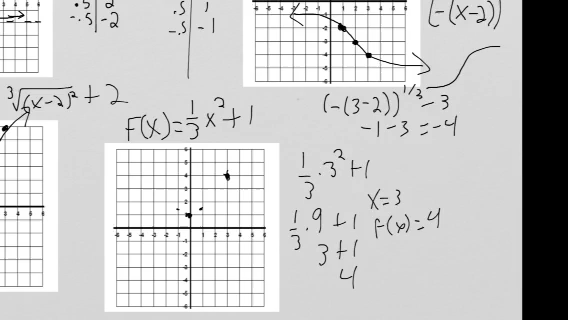 .5 | 2
-.5 | -2
.5 | 1
-.5 | -1
(-(x-2))
∛(x-2)² + 2
(-(3-2))^1/3 - 3
-1-3=-4
F(x)=1/3 x²+1
1/3 · 3²+1
x=3
1/3 · 9 +1
f(x)=4
3+1
4